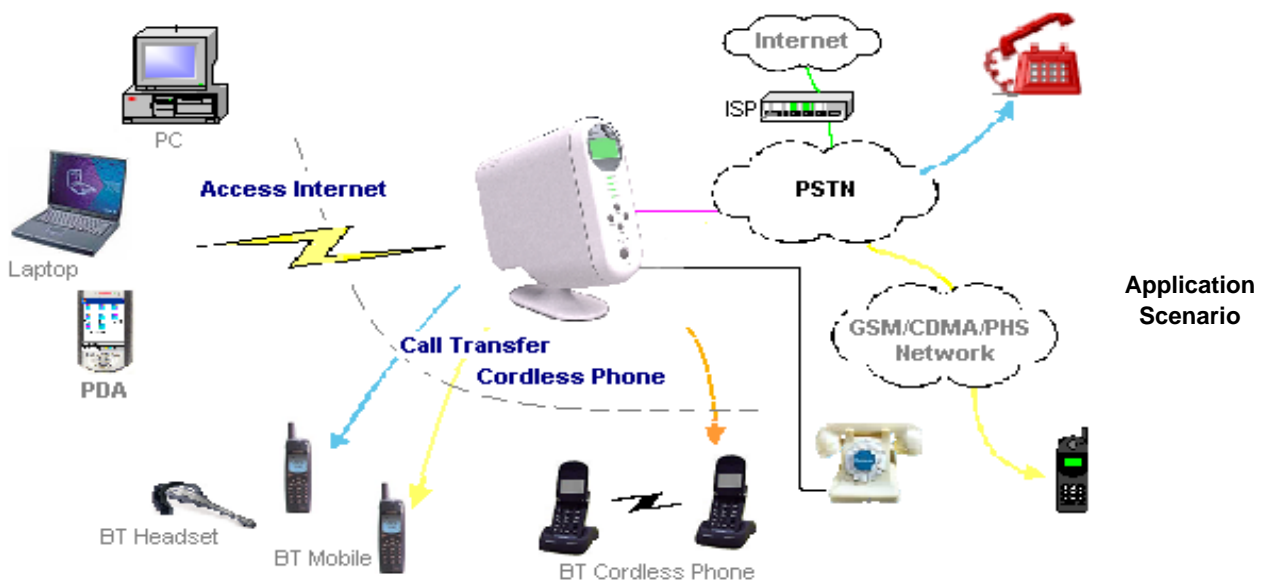 Internet
ISP
PC
Access Internet
PSTN
Laptop
Application
Scenario
GSM/CDMA/PHS
Network
Call Transfer
Cordless Phone
PDA
BT Headset
BT Mobile
BT Cordless Phone